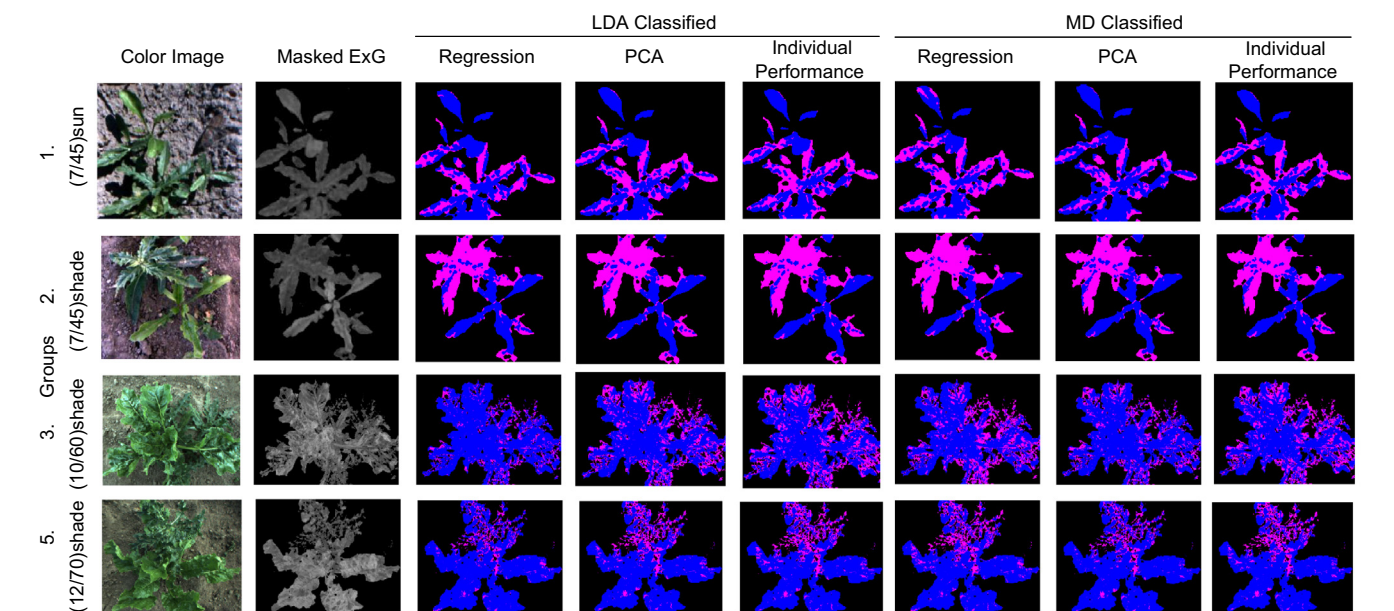 LDA Classified
MD Classified
Color Image
Masked ExG
Regression
PCA
Individual
Performance
Regression
PCA
Individual
Performance
Groups
1.
(7/45)sun
2.
(7/45)shade
3.
(10/60)shade
5.
(12/70)shade